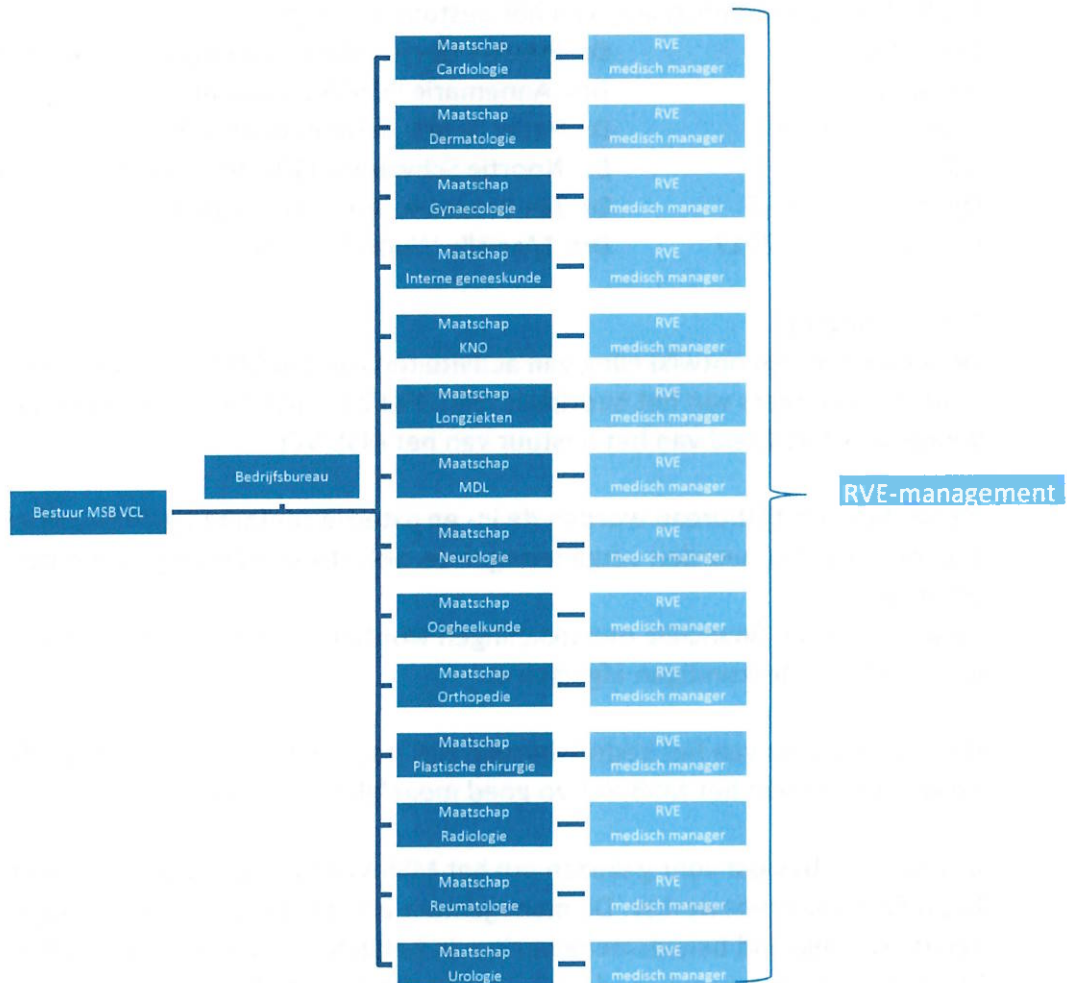 Maatschap
Cardiologie
RVE
medisch manager
Maatschap
Dermatologie
RVE
medisch manager
Maatschap
Gynaecologie
RVE
medisch manager
Maatschap
Interne geneeskunde
RVE
medisch manager
Maatschap
KNO
RVE
medisch manager
Maatschap
Longziekten
RVE
medisch manager
Bedrijfsbureau
Maatschap
MDL
RVE
medisch manager
Bestuur MSB VCL
RVE-management
Maatschap
Neurologie
RVE
medisch manager
Maatschap
Oogheelkunde
RVE
medisch manager
Maatschap
Orthopedie
RVE
medisch manager
Maatschap
Plastische chirurgie
RVE
medisch manager
Maatschap
Radiologie
RVE
medisch manager
Maatschap
Reumatologie
RVE
medisch manager
Maatschap
Urologie
RVE
medisch manager